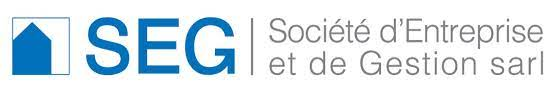 SEG
Société d'Entreprise
et de Gestion sarl